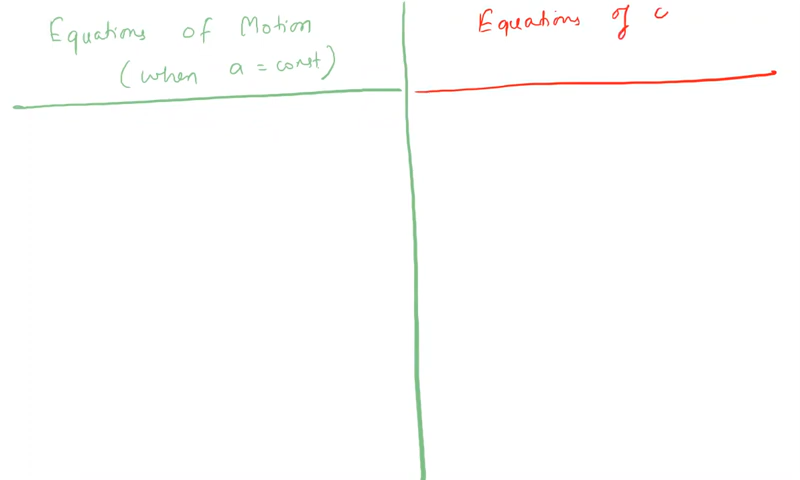 Equations of Motion
(when a = const)
Equations of c